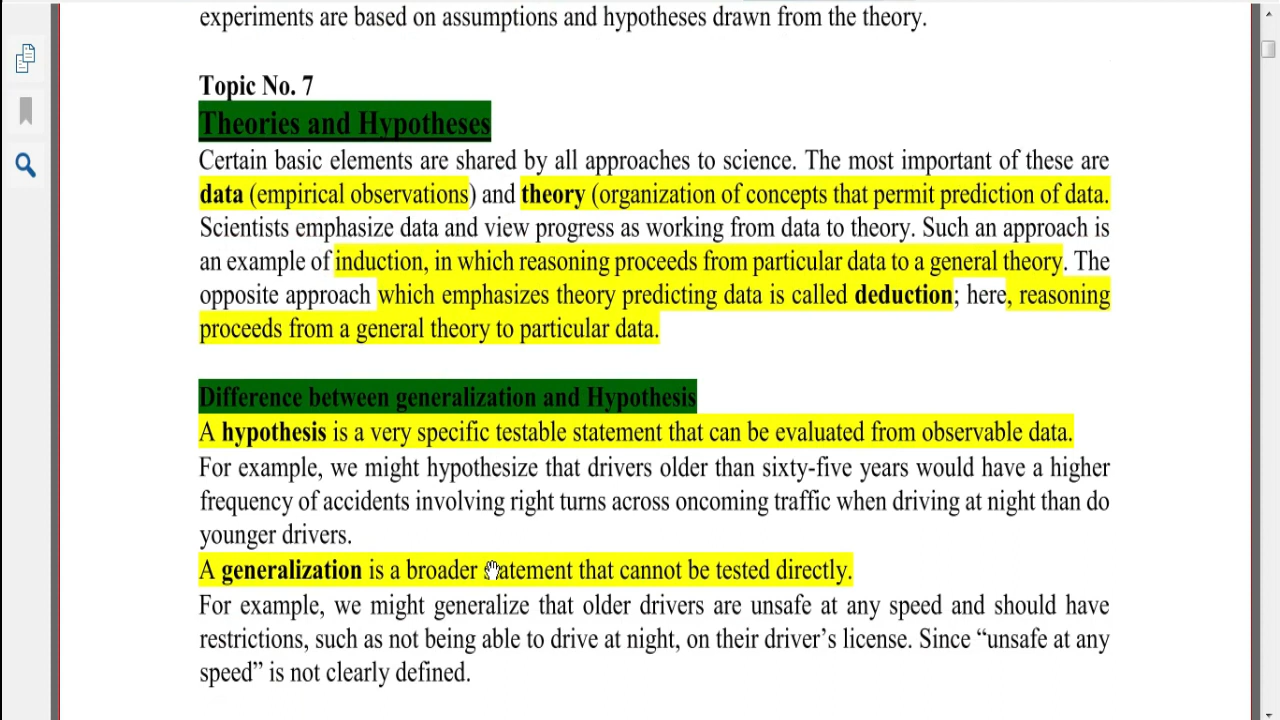 experiments are based on assumptions and hypotheses drawn from the theory.
Topic No. 7
Theories and Hypotheses
Certain basic elements are shared by all approaches to science. The most important of these are
data (empirical observations) and theory (organization of concepts that permit prediction of data.
Scientists emphasize data and view progress as working from data to theory. Such an approach is
an example of induction, in which reasoning proceeds from particular data to a general theory. The
opposite approach which emphasizes theory predicting data is called deduction; here, reasoning
proceeds from a general theory to particular data.
Difference between generalization and Hypothesis
A hypothesis is a very specific testable statement that can be evaluated from observable data.
For example, we might hypothesize that drivers older than sixty-five years would have a higher
frequency of accidents involving right turns across oncoming traffic when driving at night than do
younger drivers.
A generalization is a broader statement that cannot be tested directly.
For example, we might generalize that older drivers are unsafe at any speed and should have
restrictions, such as not being able to drive at night, on their driver’s license. Since “unsafe at any
speed” is not clearly defined.